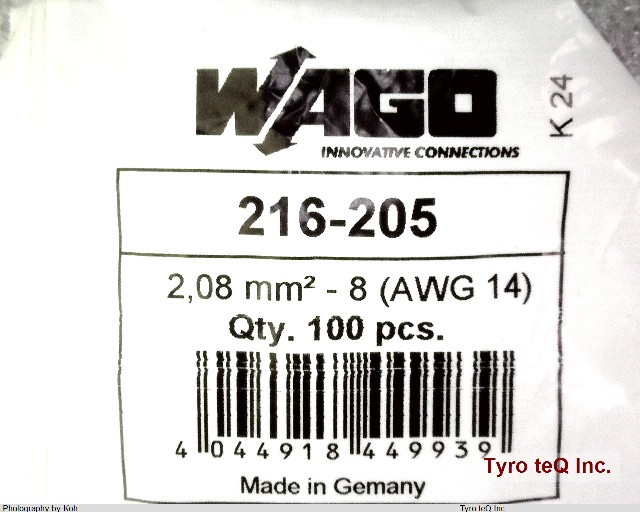 WAGO
INNOVATIVE CONNECTIONS
K 24
216-205
2,08 mm² - 8 (AWG 14)
Qty. 100 pcs.
4 044918 449939
Tyro teQ Inc.
Made in Gemany
Photography by Koh
Tyro teQ Inc